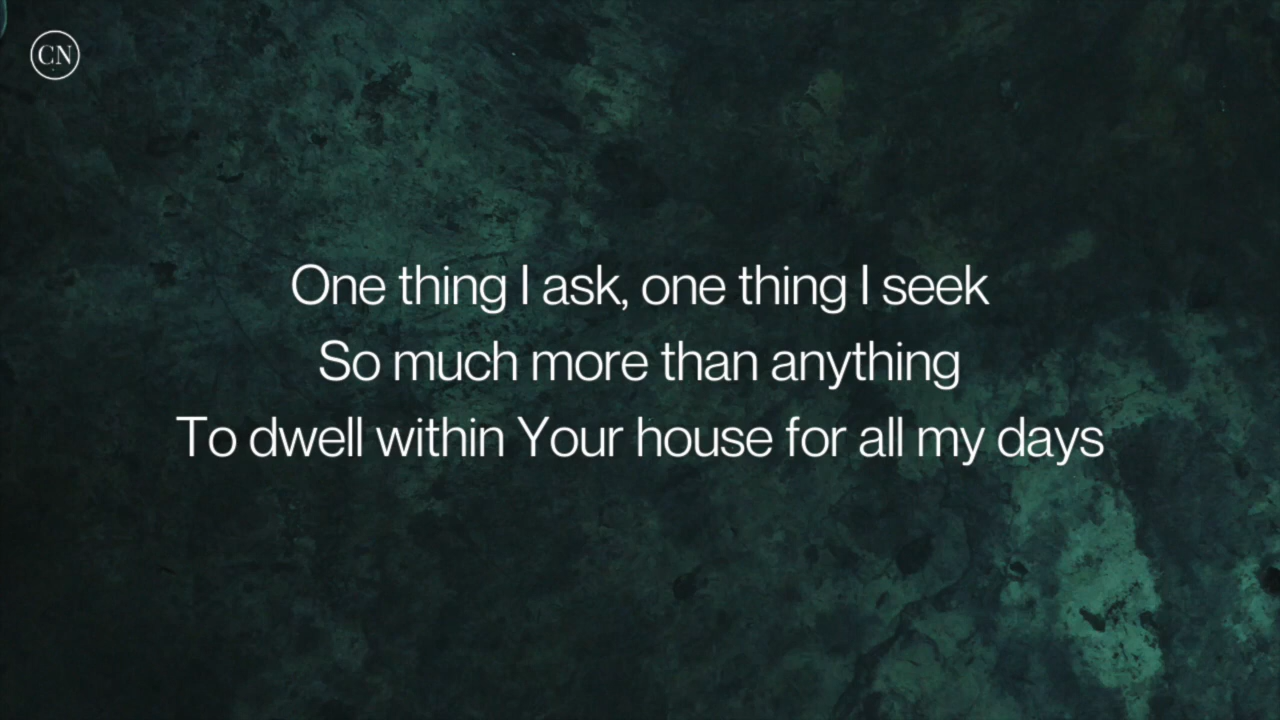 CN
One thing I ask, one thing I seek
So much more than anything
To dwell within Your house for all my days